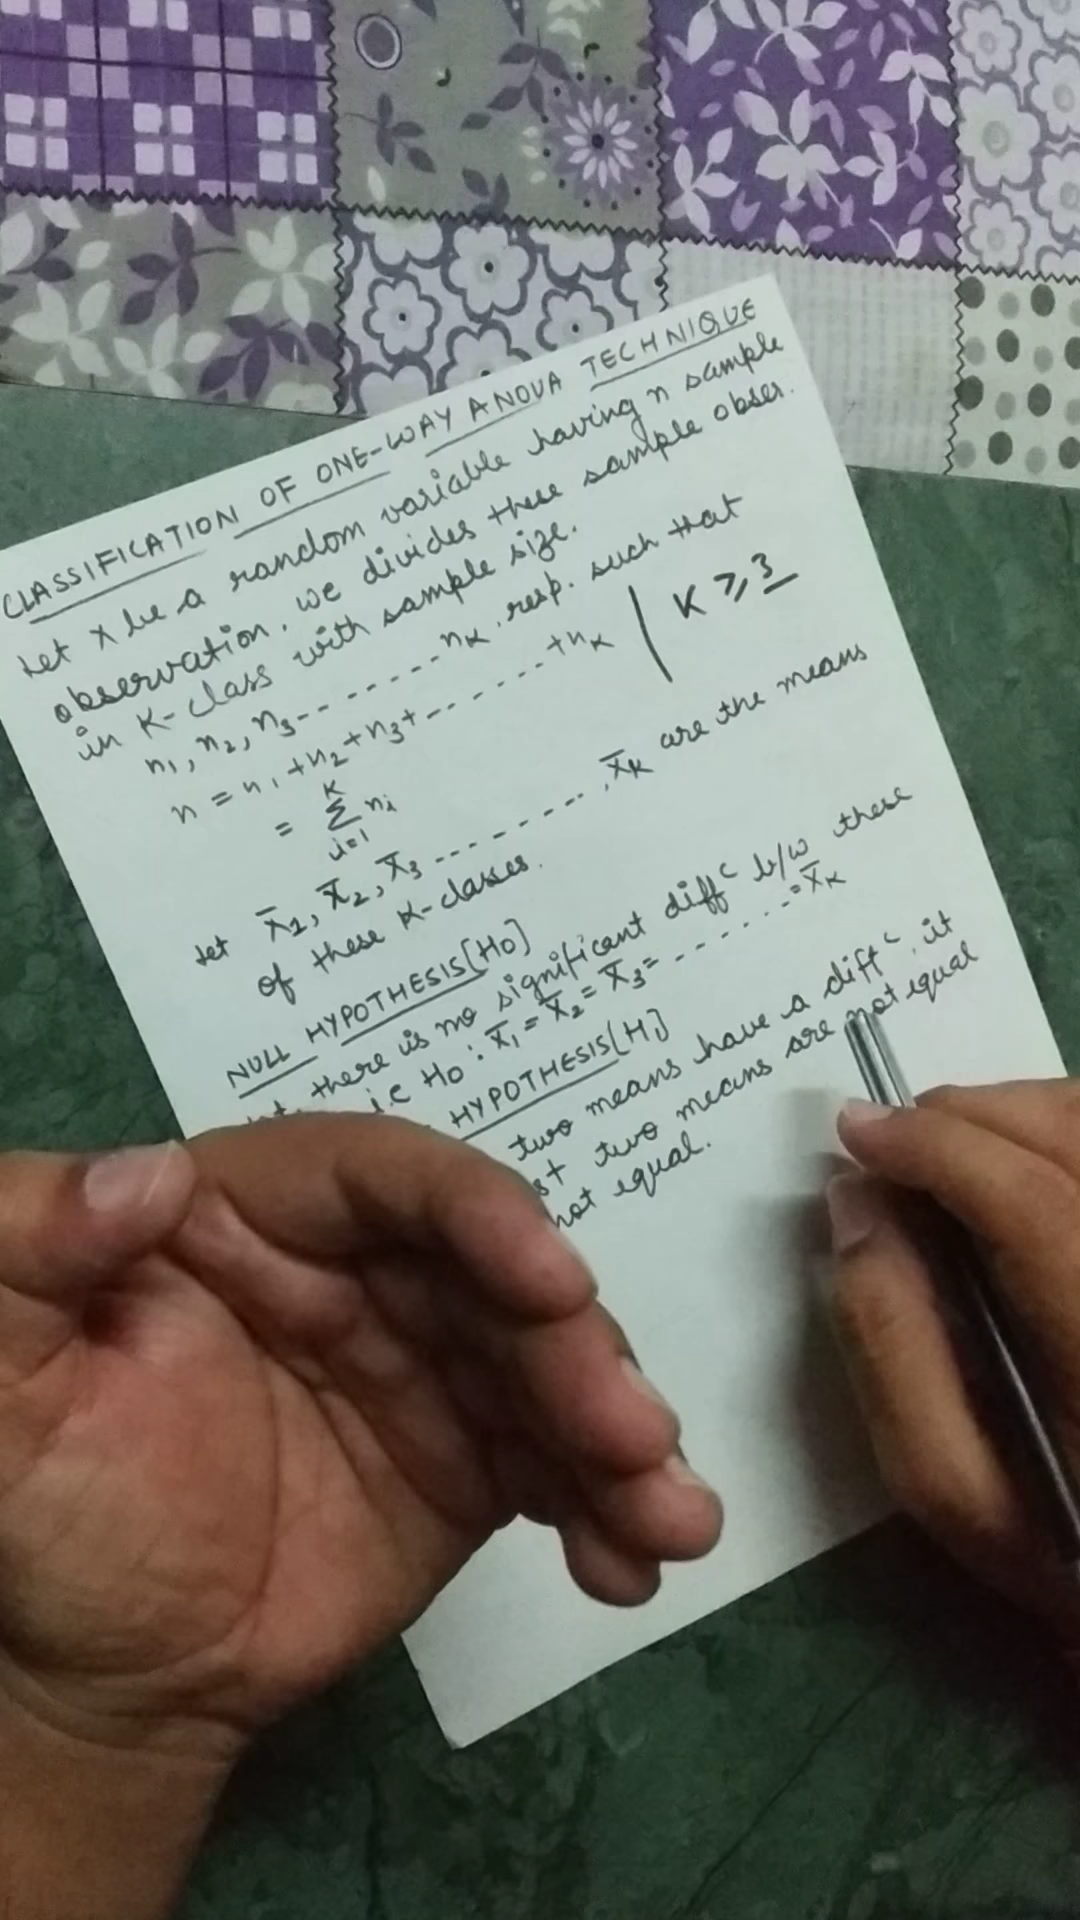 CLASSIFICATION OF ONE-WAY ANOVA TECHNIQUE
Let X be a random variable having n sample
observation, we divides these sample obser.
in K-class with sample size.
n₁, n₂, n₃ -------- nₖ. resp. such that
n = n₁ + n₂ + n₃ + -------- + nₖ | K ≥ 3
= Σᵢ₌₁ᴷ nᵢ
Let X̄₁, X̄₂, X̄₃ ---------, X̄ₖ are the means
of these K-classes.
NULL HYPOTHESIS [H₀]
there is no significant diffᶜ b/w these
i.e H₀ : X̄₁ = X̄₂ = X̄₃ = ------- = X̄ₖ
HYPOTHESIS [H₁]
two means have a diffᶜ, it
two means are not equal
not equal.